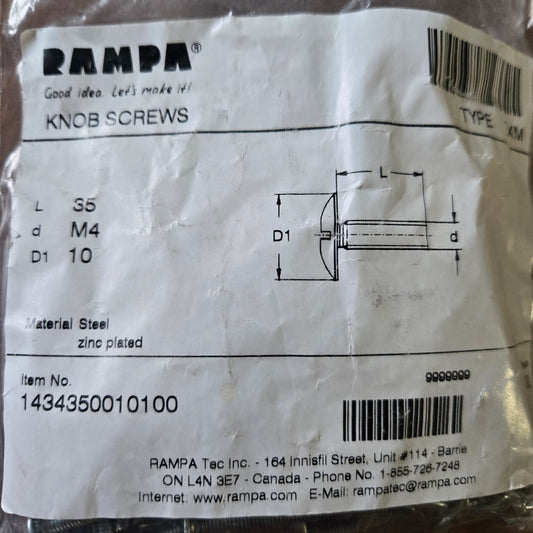 RAMPA®
Good idea. Let's make it!
KNOB SCREWS
TYPE 4M
L 35
d M4
D1 10
L
D1
d
Material Steel
zinc plated
Item No.
1434350010100
9999999
RAMPA Tec Inc. - 164 Innisfil Street, Unit #114 - Barrie
ON L4N 3E7 - Canada - Phone No. 1-855-726-7248
Internet: www.rampa.com E-Mail: rampatec@rampa.com